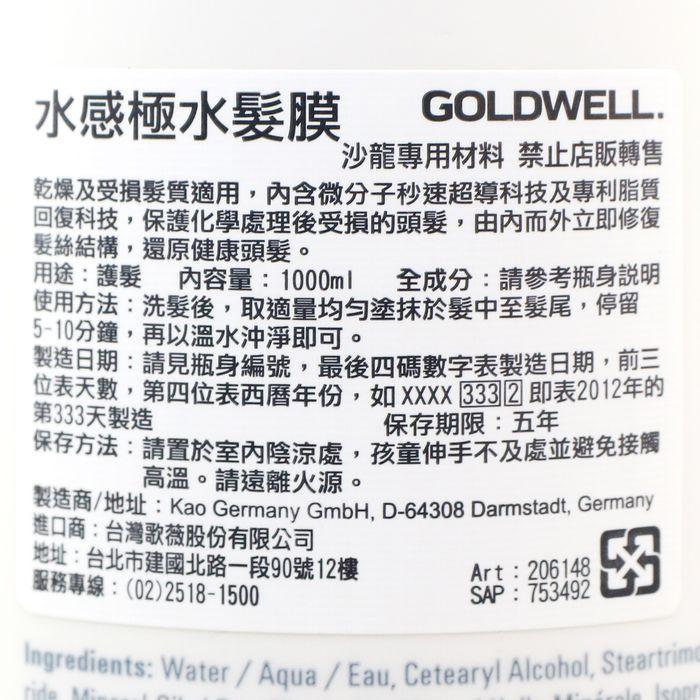 水感極水髮膜 GOLDWELL.
沙龍專用材料 禁止店販轉售
乾燥及受損髮質適用，內含微分子秒速超導科技及專利脂質
回復科技，保護化學處理後受損的頭髮，由內而外立即修復
髮絲結構，還原健康頭髮。
用途：護髮 內容量：1000ml 全成分：請參考瓶身說明
使用方法：洗髮後，取適量均勻塗抹於髮中至髮尾，停留
5-10分鐘，再以溫水沖淨即可。
製造日期：請見瓶身編號，最後四碼數字表製造日期，前三
位表天數，第四位表西曆年份，如 XXXX 333 2 即表2012年的
第333天製造 保存期限：五年
保存方法：請置於室內陰涼處，孩童伸手不及處並避免接觸
高溫。請遠離火源。
製造商/地址：Kao Germany GmbH, D-64308 Darmstadt, Germany
進口商：台灣歌薇股份有限公司
地址：台北市建國北路一段90號12樓
服務專線：(02)2518-1500
Art：206148
SAP：753492
Ingredients: Water / Aqua / Eau, Cetearyl Alcohol, Steartrimo